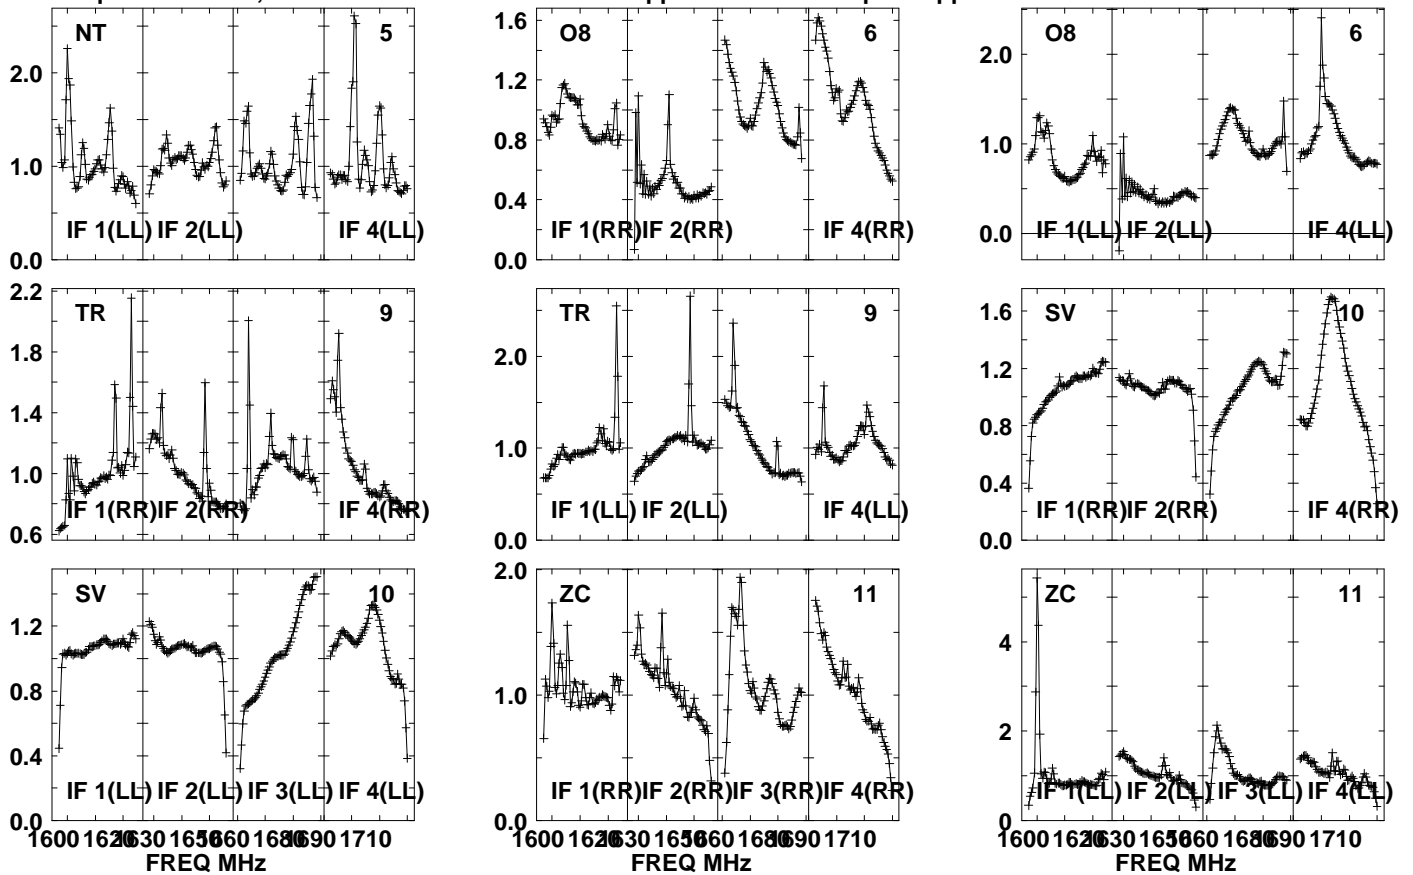 NT 5 O8 6 O8 6
2.0 1.6 2.0
1.2
1.0 0.8 1.0
0.4
0.0
IF 1(LL) IF 2(LL) IF 4(LL) IF 1(RR) IF 2(RR) IF 4(RR) IF 1(LL) IF 2(LL) IF 4(LL)
0.0 0.0
2.2 TR 9 TR 9 SV 10
1.6
1.8 2.0 1.2
1.4
0.8
1.0 1.0
0.4
IF 1(RR) IF 2(RR) IF 4(RR) IF 1(LL) IF 2(LL) IF 4(LL) IF 1(RR) IF 2(RR) IF 4(RR)
0.6 0.0 0.0
SV 10 2.0 ZC 11 ZC 11
1.2
4
0.8 1.0
2
0.4
IF 1(LL) IF 2(LL) IF 3(LL) IF 4(LL) IF 1(RR) IF 2(RR) IF 3(RR) IF 4(RR) IF 1(LL) IF 2(LL) IF 3(LL) IF 4(LL)
0.0 0.0 0
1600 1710 1600 1710 1600 1710
FREQ MHz FREQ MHz FREQ MHz